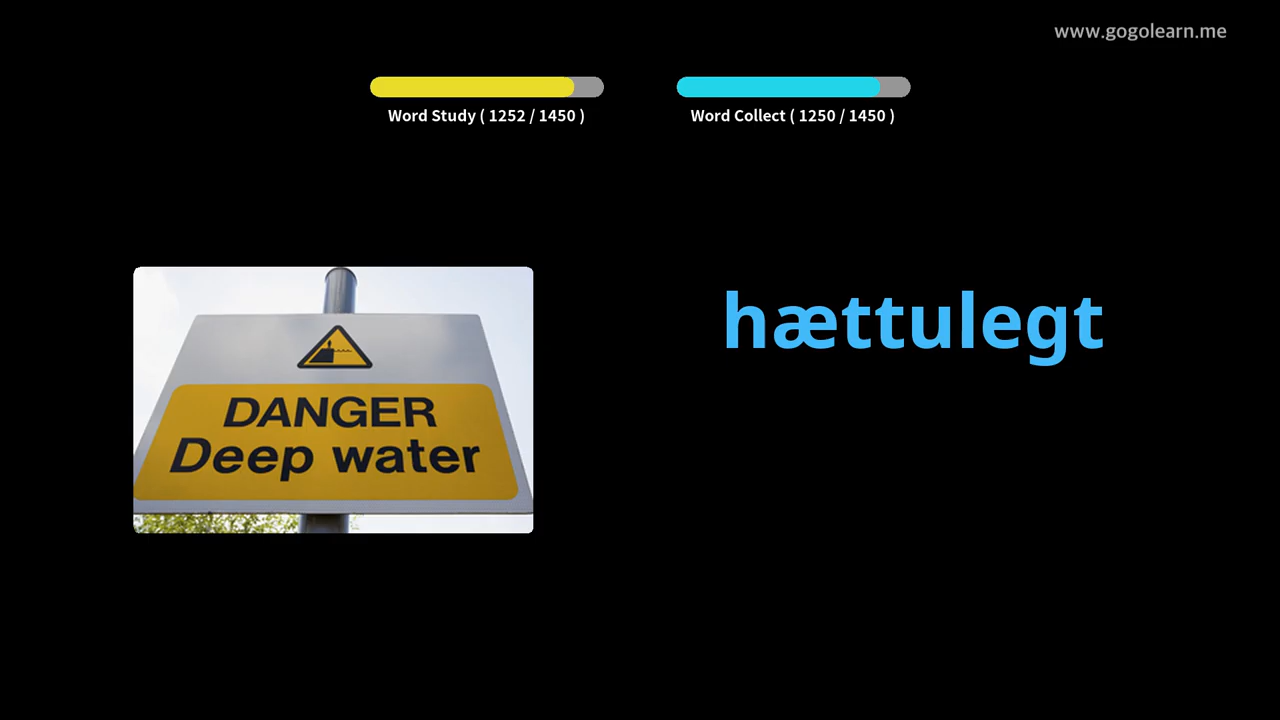 www.gogolearn.me
Word Study ( 1252 / 1450 )
Word Collect ( 1250 / 1450 )
hættulegt
DANGER
Deep water